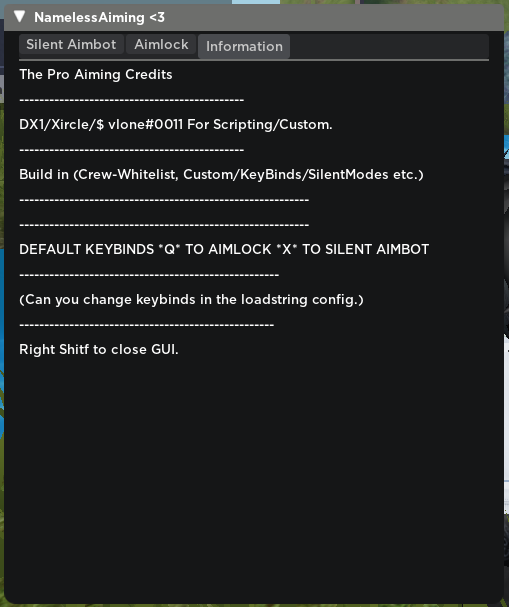 NamelessAiming <3
Silent Aimbot Aimlock Information
The Pro Aiming Credits
---------------------------------------------
DX1/Xircle/$ vlone#0011 For Scripting/Custom.
---------------------------------------------
Build in (Crew-Whitelist, Custom/KeyBinds/SilentModes etc.)
----------------------------------------------------------
----------------------------------------------------------
DEFAULT KEYBINDS *Q* TO AIMLOCK *X* TO SILENT AIMBOT
----------------------------------------------------
(Can you change keybinds in the loadstring config.)
---------------------------------------------------
Right Shitf to close GUI.